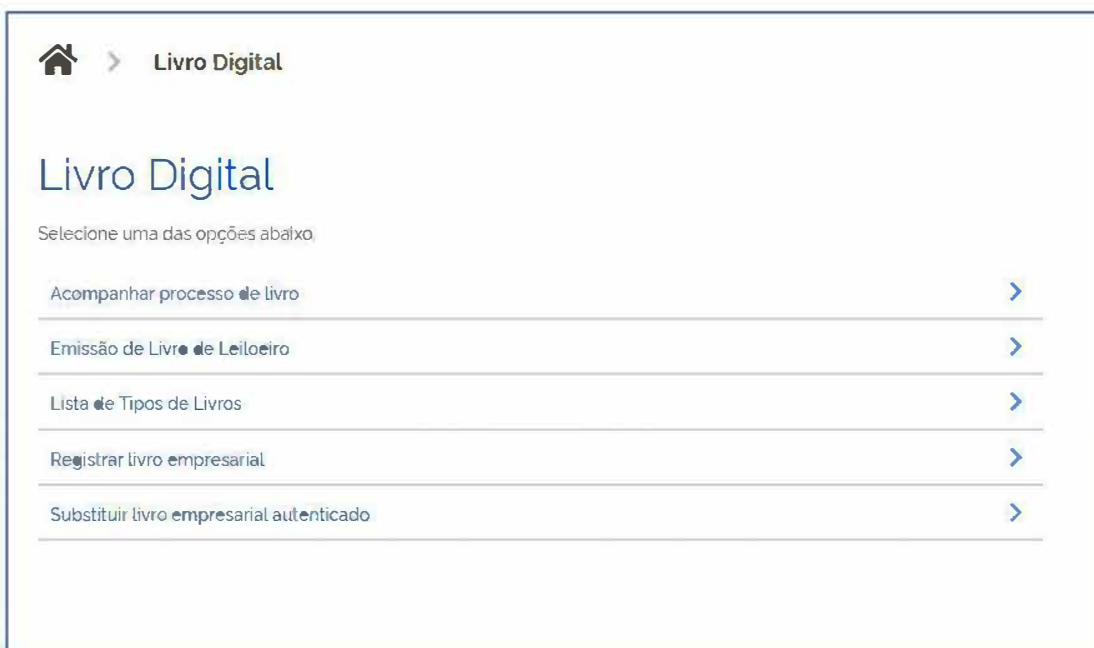 Livro Digital
Livro Digital
Selecione uma das opções abaixo.
Acompanhar processo de livro
Emissão de Livro de Leiloeiro
Lista de Tipos de Livros
Registrar livro empresarial
Substituir livro empresarial autenticado